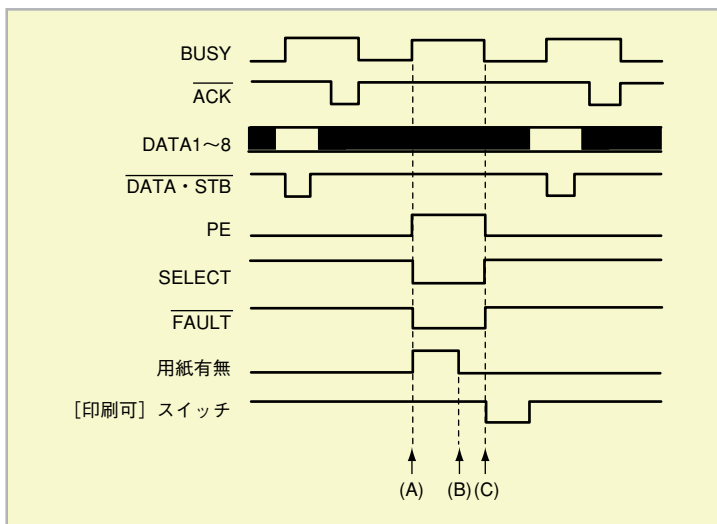 BUSY
ACK
DATA1～8
DATA・STB
PE
SELECT
FAULT
用紙有無
［印刷可］スイッチ
(A) (B) (C)